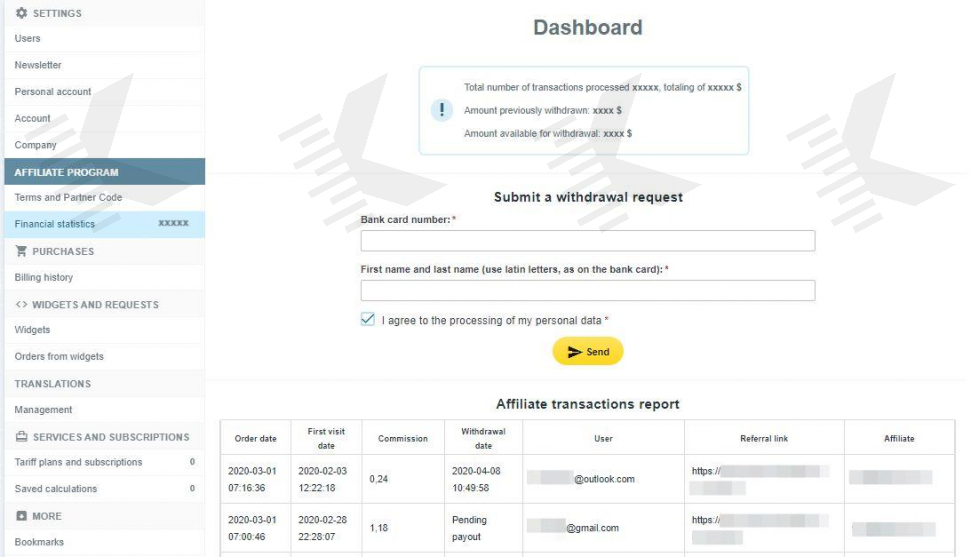 SETTINGS
Users
Newsletter
Personal account
Account
Company
AFFILIATE PROGRAM
Terms and Partner Code
Financial statistics xxxxx
PURCHASES
Billing history
<> WIDGETS AND REQUESTS
Widgets
Orders from widgets
TRANSLATIONS
Management
SERVICES AND SUBSCRIPTIONS
Tariff plans and subscriptions 0
Saved calculations 0
MORE
Bookmarks
Dashboard
! Total number of transactions processed xxxxx, totaling of xxxxx $
Amount previously withdrawn: xxxx $
Amount available for withdrawal: xxxx $
Submit a withdrawal request
Bank card number: *
First name and last name (use latin letters, as on the bank card): *
I agree to the processing of my personal data *
Send
Affiliate transactions report
Order date First visit date Commission Withdrawal date User Referral link Affiliate
2020-03-01 2020-02-03 0,24 2020-04-08 @outlook.com https://
07:16:36 12:22:18 10:49:58
2020-03-01 2020-02-28 1,18 Pending @gmail.com https://
07:00:46 22:28:07 payout